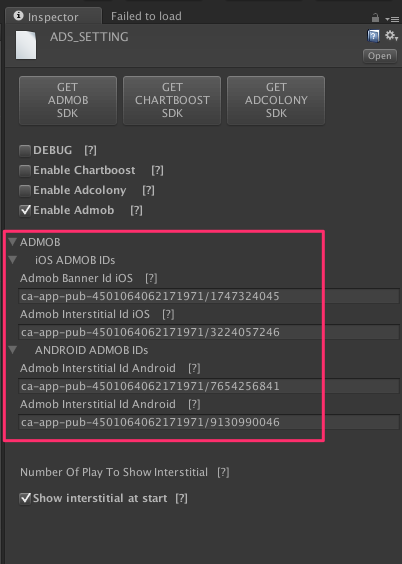 Inspector
Failed to load
ADS_SETTING
Open
GET ADMOB SDK
GET CHARTBOOST SDK
GET ADCOLONY SDK
DEBUG [?]
Enable Chartboost [?]
Enable Adcolony [?]
Enable Admob [?]
ADMOB
iOS ADMOB IDs
Admob Banner Id iOS [?]
ca-app-pub-4501064062171971/1747324045
Admob Interstitial Id iOS [?]
ca-app-pub-4501064062171971/3224057246
ANDROID ADMOB IDs
Admob Interstitial Id Android [?]
ca-app-pub-4501064062171971/7654256841
Admob Interstitial Id Android [?]
ca-app-pub-4501064062171971/9130990046
Number Of Play To Show Interstitial [?]
Show interstitial at start [?]